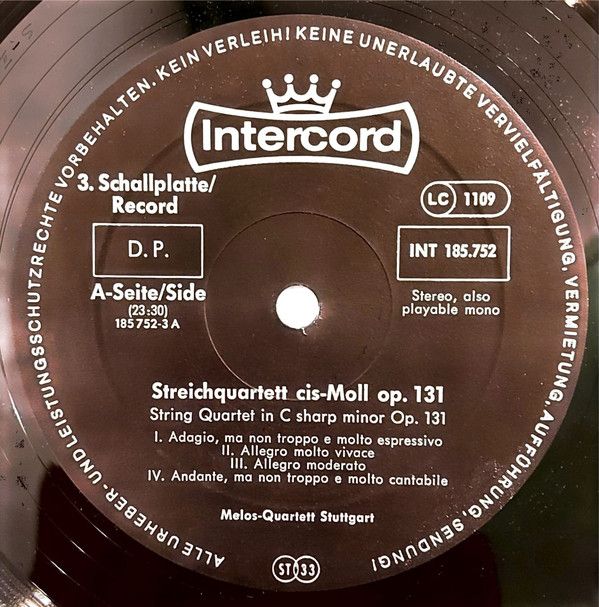 ALLE URHEBER- UND LEISTUNGSSCHUTZRECHTE VORBEHALTEN. KEIN VERLEIH! KEINE UNERLAUBTE VERVIELFÄLTIGUNG, VERMIETUNG, AUFFÜHRUNG, SENDUNG!
Intercord
3. Schallplatte/
Record
D. P.
A-Seite/Side
(23:30)
185 752-3 A
LC 1109
INT 185.752
Stereo, also
playable mono
Streichquartett cis-Moll op. 131
String Quartet in C sharp minor Op. 131
I. Adagio, ma non troppo e molto espressivo
II. Allegro molto vivace
III. Allegro moderato
IV. Andante, ma non troppo e molto cantabile
Melos-Quartett Stuttgart
ST 33